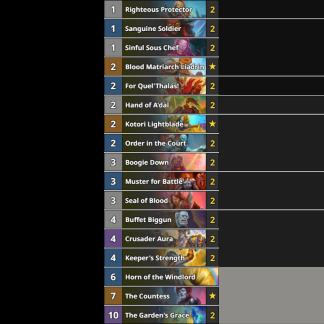 1 Righteous Protector 2
1 Sanguine Soldier 2
1 Sinful Sous Chef 2
2 Blood Matriarch Liadrin ★
2 For Quel'Thalas! 2
2 Hand of A'dal 2
2 Kotori Lightblade ★
2 Order in the Court 2
3 Boogie Down 2
3 Muster for Battle 2
3 Seal of Blood 2
4 Buffet Biggun 2
4 Crusader Aura 2
4 Keeper's Strength 2
6 Horn of the Windlord
7 The Countess ★
10 The Garden's Grace 2